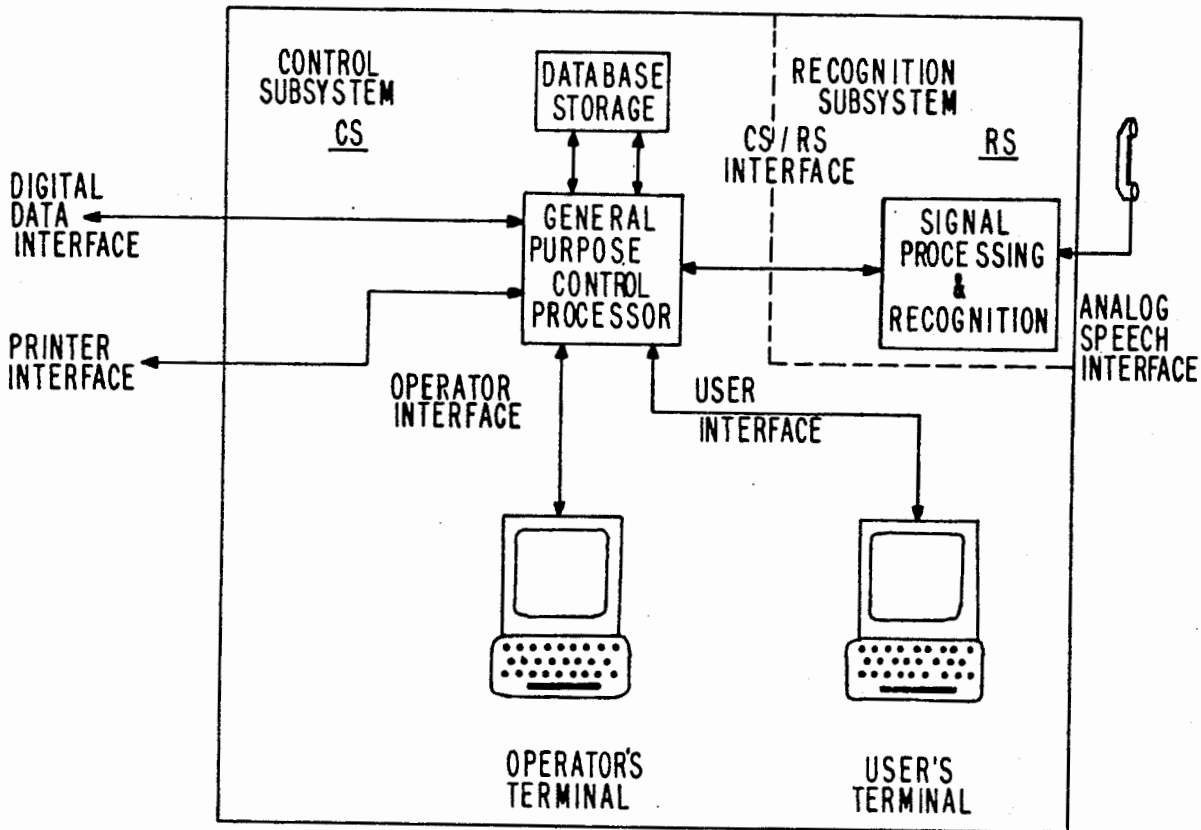 CONTROL
SUBSYSTEM
CS
DATABASE
STORAGE
RECOGNITION
SUBSYSTEM
RS
CS//RS
INTERFACE
DIGITAL
DATA
INTERFACE
GENERAL
PURPOSE
CONTROL
PROCESSOR
SIGNAL
PROCESSING
&
RECOGNITION
PRINTER
INTERFACE
ANALOG
SPEECH
INTERFACE
OPERATOR
INTERFACE
USER
INTERFACE
OPERATOR'S
TERMINAL
USER'S
TERMINAL